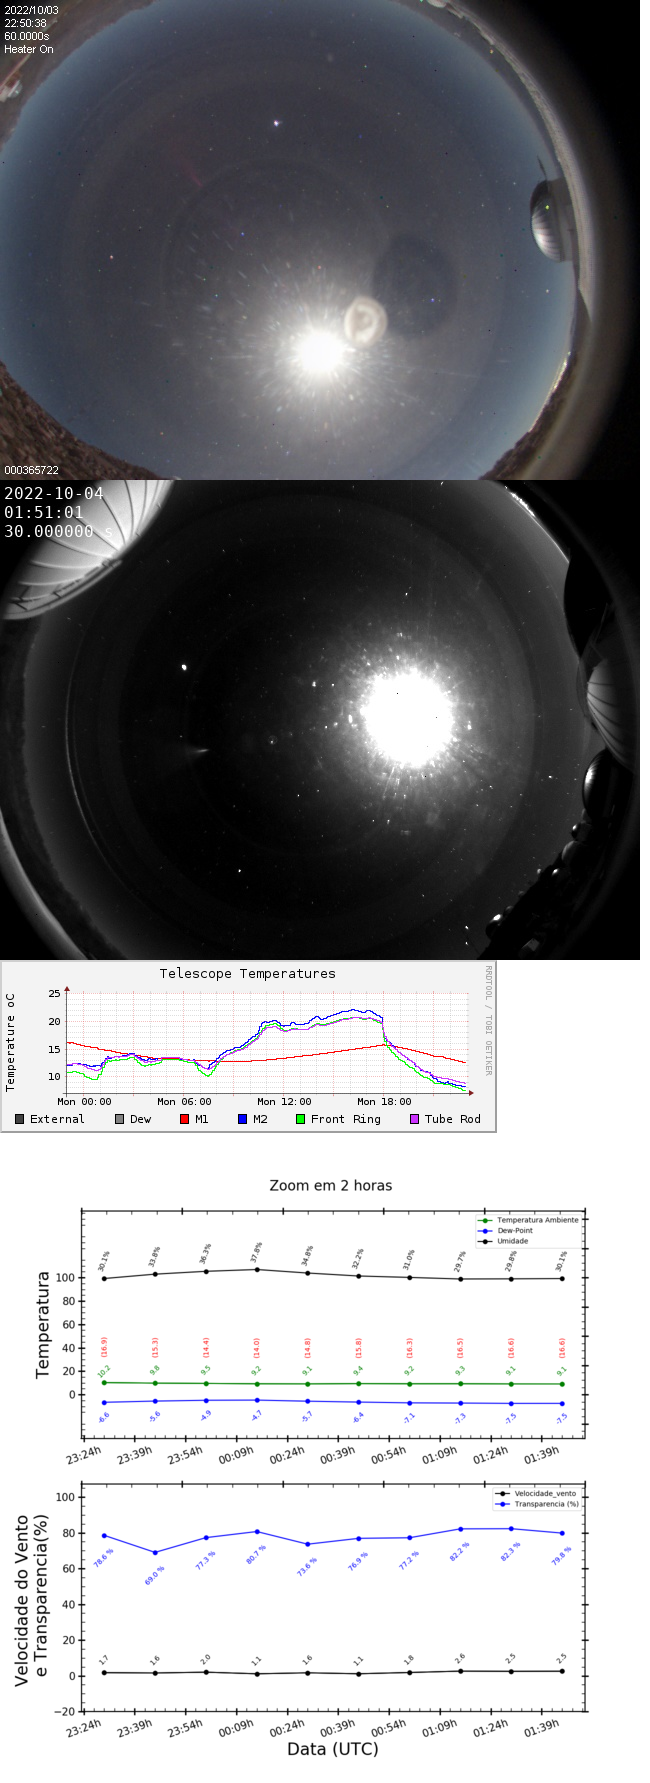 2022/10/03
22:50:38
60.0000s
Heater On
000365722
2022-10-04
01:51:01
30.000000 s
Telescope Temperatures
RRDTOOL / TOBI OETIKER
Temperature oC
25
20
15
10
Mon 00:00 Mon 06:00 Mon 12:00 Mon 18:00
External Dew M1 M2 Front Ring Tube Rod
Zoom em 2 horas
Temperatura Ambiente
Dew-Point
Umidade
Temperatura
100
80
60
40
20
0
30.1% 33.8% 36.3% 37.8% 34.8% 32.2% 31.0% 29.7% 29.8% 30.1%
(16.9) (15.3) (14.4) (14.0) (14.8) (15.8) (16.3) (16.5) (16.6) (16.6)
10.2 9.8 9.5 9.2 9.1 9.4 9.2 9.3 9.1 9.1
-6.6 -5.6 -4.9 -4.7 -5.7 -6.4 -7.1 -7.3 -7.5 -7.5
23:24h 23:39h 23:54h 00:09h 00:24h 00:39h 00:54h 01:09h 01:24h 01:39h
Velocidade_vento
Transparencia (%)
Velocidade do Vento
e Transparencia(%)
100
80
60
40
20
0
−20
78.6 % 69.0 % 77.3 % 80.7 % 73.6 % 76.9 % 77.2 % 82.2 % 82.3 % 79.8 %
1.7 1.6 2.0 1.1 1.6 1.1 1.8 2.6 2.5 2.5
23:24h 23:39h 23:54h 00:09h 00:24h 00:39h 00:54h 01:09h 01:24h 01:39h
Data (UTC)